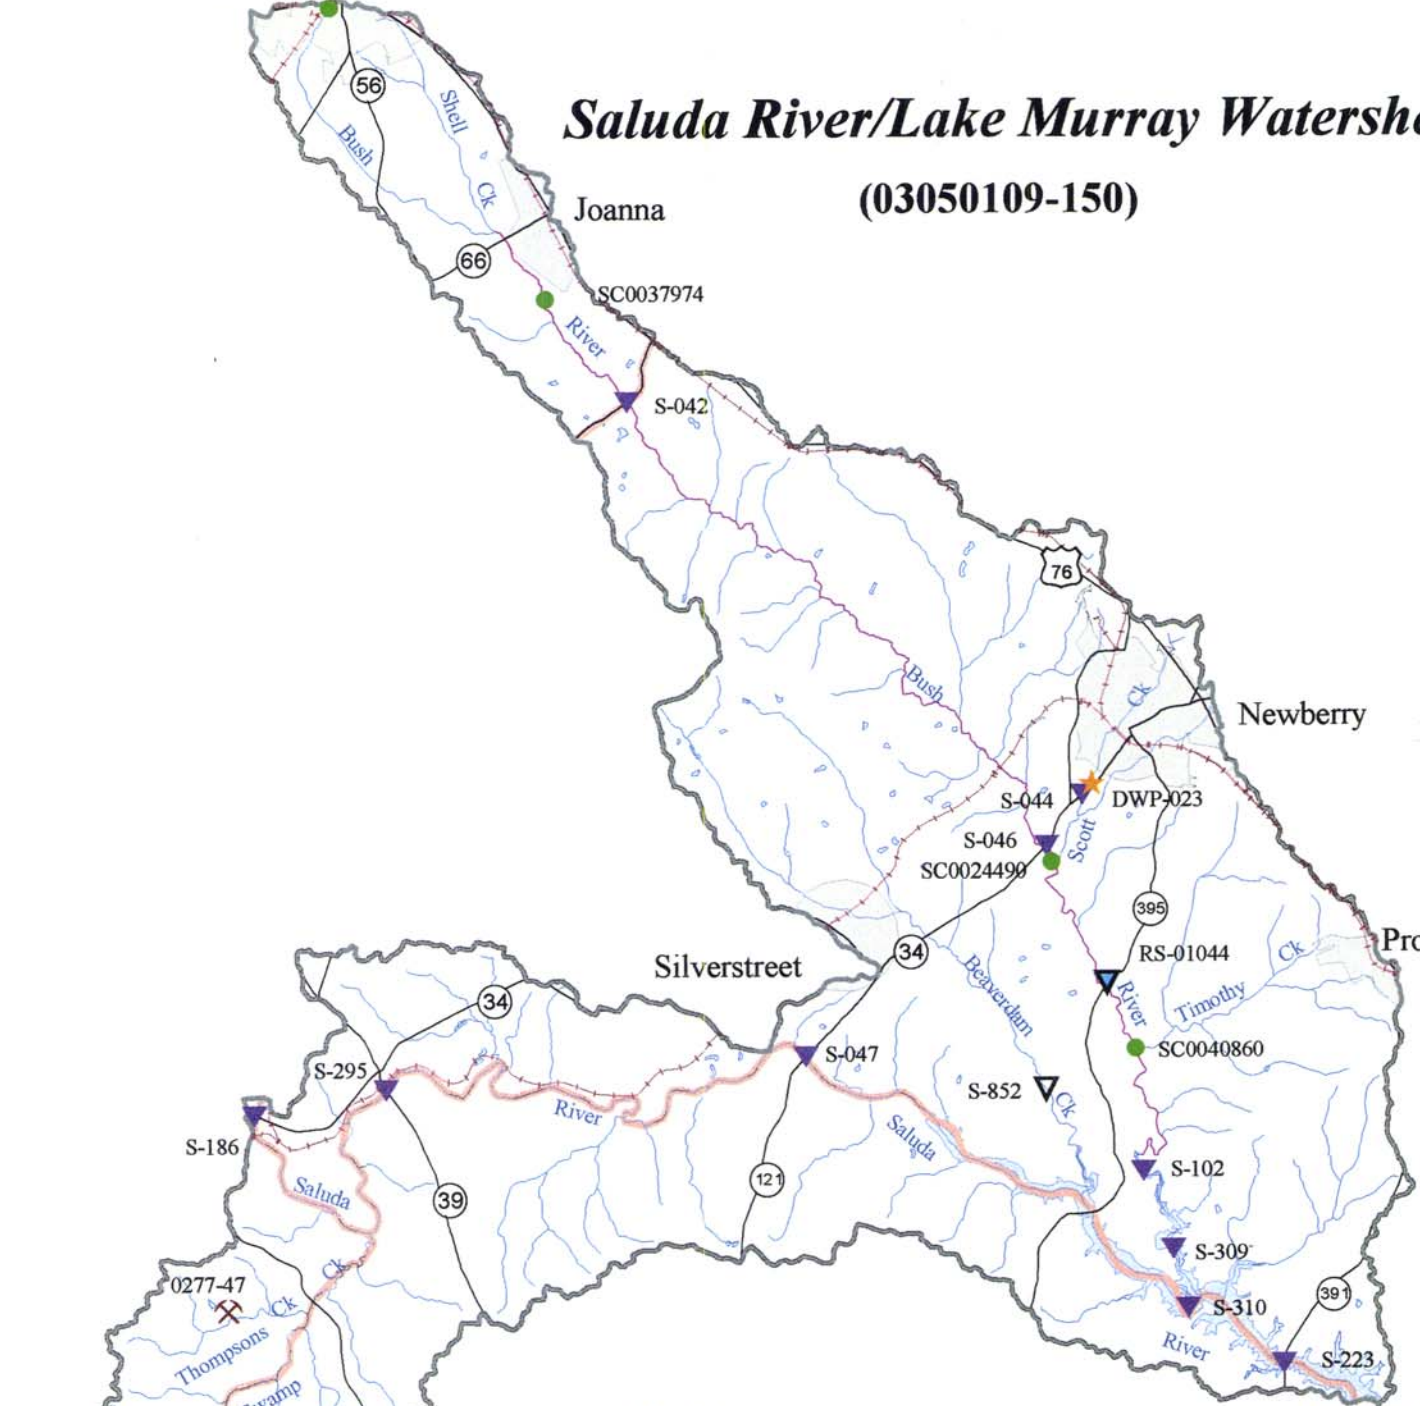 56
Shell
Saluda River/Lake Murray Watersh
Bush
(03050109-150)
Ck
Joanna
66
SC0037974
River
S-042
76
Bush
Ck
Newberry
S-044
DWP-023
S-046
Scott
SC0024490
395
34
Pro
Silverstreet
Beaverdam
RS-01044
Ck
34
River
Timothy
S-047
SC0040860
S-295
S-852
Ck
River
Saluda
S-186
121
S-102
Saluda
39
S-309
Ck
0277-47
391
Ck
S-310
Thompsons
River
S-223
wamp